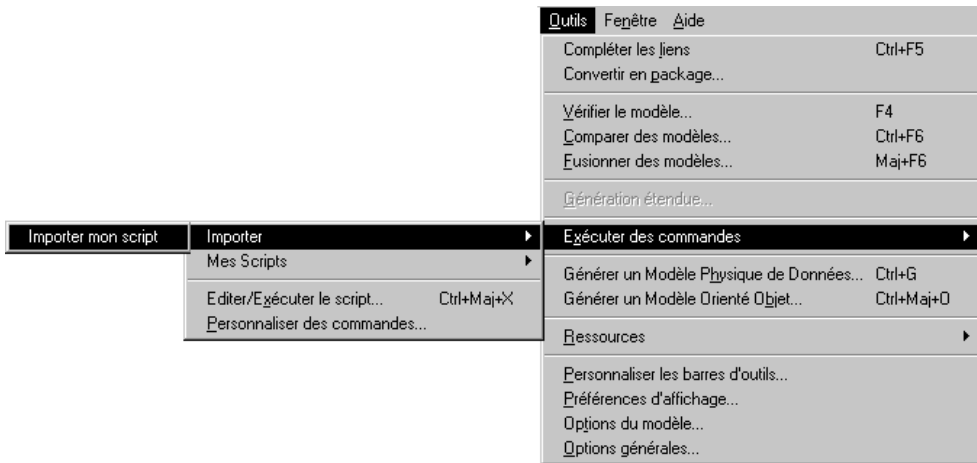 Outils Fenêtre Aide
Compléter les liens Ctrl+F5
Convertir en package...
Vérifier le modèle... F4
Comparer des modèles... Ctrl+F6
Fusionner des modèles... Maj+F6
Génération étendue...
Exécuter des commandes
Importer
Importer mon script
Mes Scripts
Editer/Exécuter le script... Ctrl+Maj+X
Personnaliser des commandes...
Générer un Modèle Physique de Données... Ctrl+G
Générer un Modèle Orienté Objet... Ctrl+Maj+O
Ressources
Personnaliser les barres d'outils...
Préférences d'affichage...
Options du modèle...
Options générales...